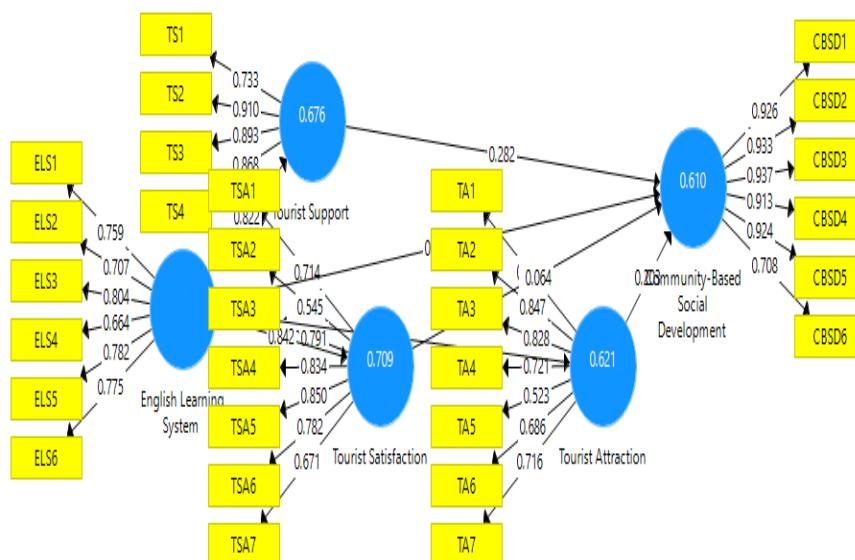 TS1
TS2
TS3
TS4
0.733
0.910
0.893
0.868
0.676
Tourist Support
0.822
0.282
ELS1
ELS2
ELS3
ELS4
ELS5
ELS6
0.759
0.707
0.804
0.664
0.782
0.775
English Learning
System
TSA1
TSA2
TSA3
TSA4
TSA5
TSA6
TSA7
0.714
0.545
0.791
0.834
0.850
0.782
0.671
0.842
0.709
Tourist Satisfaction
TA1
TA2
TA3
TA4
TA5
TA6
TA7
0.064
0.847
0.828
0.721
0.523
0.686
0.716
0.621
Tourist Attraction
0.610
Community-Based
Social
Development
CBSD1
CBSD2
CBSD3
CBSD4
CBSD5
CBSD6
0.926
0.933
0.937
0.913
0.924
0.708